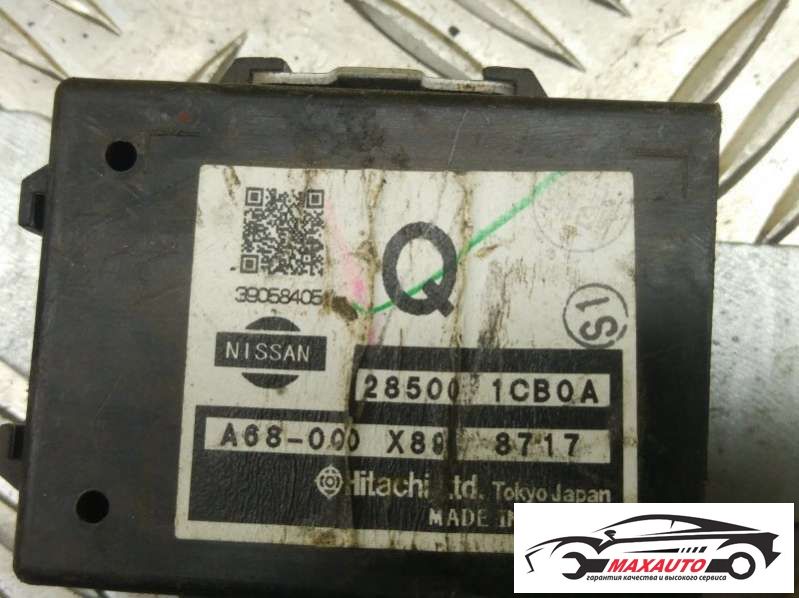 39058405
Q
S1
NISSAN
28500 1CB0A
A68-000 X89 8717
Hitachi Ltd. Tokyo Japan
MADE IN
MAXAUTO
гарантия качества и высокого сервиса